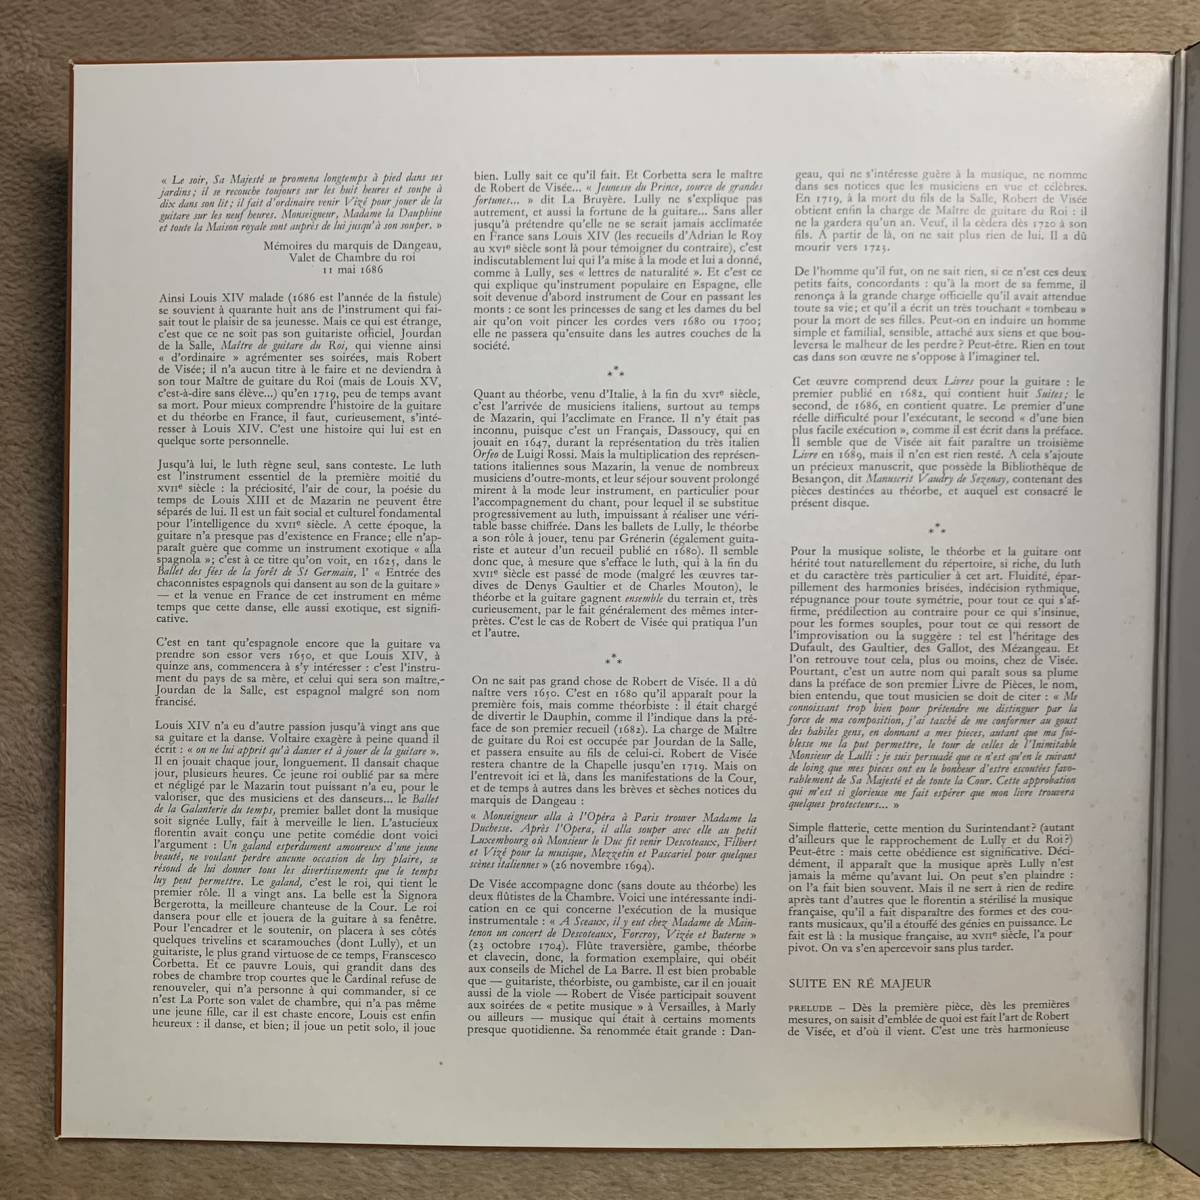 « Le soir, Sa Majesté se promena longtemps à pied dans ses
jardins ; il se recouche toujours sur les huit heures et soupe à
dix dans son lit ; il fait d'ordinaire venir Vizé pour jouer de la
guitare sur les neuf heures. Monseigneur, Madame la Dauphine
et toute la Maison royale sont auprès de lui jusqu'à son souper. »
Mémoires du marquis de Dangeau,
Valet de Chambre du roi
11 mai 1686
Ainsi Louis XIV malade (1686 est l'année de la fistule)
se souvient à quarante huit ans de l'instrument qui fai-
sait tout le plaisir de sa jeunesse. Mais ce qui est étrange,
c'est que ce ne soit pas son guitariste officiel, Jourdan
de la Salle, Maître de guitare du Roi, qui vienne ainsi
« d'ordinaire » agrémenter ses soirées, mais Robert
de Visée ; il n'a aucun titre à le faire et ne deviendra à
son tour Maître de guitare du Roi (mais de Louis XV,
c'est-à-dire sans élève...) qu'en 1719, peu de temps avant
sa mort. Pour mieux comprendre l'histoire de la guitare
et du théorbe en France, il faut, curieusement, s'inté-
resser à Louis XIV. C'est une histoire qui lui est en
quelque sorte personnelle.
Jusqu'à lui, le luth règne seul, sans conteste. Le luth
est l'instrument essentiel de la première moitié du
XVIIe siècle : la préciosité, l'air de cour, la poésie du
temps de Louis XIII et de Mazarin ne peuvent être
séparés de lui. Il est un fait social et culturel fondamental
pour l'intelligence du XVIIe siècle. A cette époque, la
guitare n'a presque pas d'existence en France ; elle n'ap-
paraît guère que comme un instrument exotique « alla
spagnola » ; c'est à ce titre qu'on voit, en 1625, dans le
Ballet des fées de la forêt de St Germain, l' « Entrée des
chaconnistes espagnols qui dansent au son de la guitare »
— et la venue en France de cet instrument en même
temps que cette danse, elle aussi exotique, est signifi-
cative.
C'est en tant qu'espagnole encore que la guitare va
prendre son essor vers 1650, et que Louis XIV, à
quinze ans, commencera à s'y intéresser : c'est l'instru-
ment du pays de sa mère, et celui qui sera son maître,-
Jourdan de la Salle, est espagnol malgré son nom
francisé.
Louis XIV n'a eu d'autre passion jusqu'à vingt ans que
sa guitare et la danse. Voltaire exagère à peine quand il
écrit : « on ne lui apprit qu'à danser et à jouer de la guitare ».
Il en jouait chaque jour, longuement. Il dansait chaque
jour, plusieurs heures. Ce jeune roi oublié par sa mère
et négligé par le Mazarin tout puissant n'a eu, pour le
valoriser, que des musiciens et des danseurs... le Ballet
de la Galanterie du temps, premier ballet dont la musique
soit signée Lully, fait à merveille le lien. L'astucieux
florentin avait conçu une petite comédie dont voici
l'argument : Un galand esperdument amoureux d'une jeune
beauté, ne voulant perdre aucune occasion de luy plaire, se
résoud de lui donner tous les divertissements que le temps
luy peut permettre. Le galand, c'est le roi, qui tient le
premier rôle. Il a vingt ans. La belle est la Signora
Bergerotta, la meilleure chanteuse de la Cour. Le roi
dansera pour elle et jouera de la guitare à sa fenêtre.
Pour l'encadrer et le soutenir, on placera à ses côtés
quelques trivelins et scaramouches (dont Lully), et un
guitariste, le plus grand virtuose de ce temps, Franscesco
Corbetta. Et ce pauvre Louis, qui grandit dans des
robes de chambre trop courtes que le Cardinal refuse de
renouveler, qui n'a personne à qui commander, si ce
n'est La Porte son valet de chambre, qui n'a pas même
une jeune fille, car il est chaste encore, Louis est enfin
heureux : il danse, et bien ; il joue un petit solo, il joue
bien. Lully sait ce qu'il fait. Et Corbetta sera le maître
de Robert de Visée... « Jeunesse du Prince, source de grandes
fortunes... » dit La Bruyère. Lully ne s'explique pas
autrement, et aussi la fortune de la guitare... Sans aller
jusqu'à prétendre qu'elle ne se serait jamais acclimatée
en France sans Louis XIV (les recueils d'Adrian le Roy
au XVIe siècle sont là pour témoigner du contraire), c'est
indiscutablement lui qui l'a mise à la mode et lui a donné,
comme à Lully, ses « lettres de naturalité ». Et c'est ce
qui explique qu'instrument populaire en Espagne, elle
soit devenue d'abord instrument de Cour en passant les
monts : ce sont les princesses de sang et les dames du bel
air qu'on voit pincer les cordes vers 1680 ou 1700 ;
elle ne passera qu'ensuite dans les autres couches de la
société.
***
Quant au théorbe, venu d'Italie, à la fin du XVIe siècle,
c'est l'arrivée de musiciens italiens, surtout au temps
de Mazarin, qui l'acclimate en France. Il n'y était pas
inconnu, puisque c'est un Français, Dassoucy, qui en
jouait en 1647, durant la représentation du très italien
Orfeo de Luigi Rossi. Mais la multiplication des représen-
tations italiennes sous Mazarin, la venue de nombreux
musiciens d'outre-monts, et leur séjour souvent prolongé
mirent à la mode leur instrument, en particulier pour
l'accompagnement du chant, pour lequel il se substitue
progressivement au luth, impuissant à réaliser une véri-
table basse chiffrée. Dans les ballets de Lully, le théorbe
a son rôle à jouer, tenu par Grénerin (également guita-
riste et auteur d'un recueil publié en 1680). Il semble
donc que, à mesure que s'efface le luth, qui à la fin du
XVIIe siècle est passé de mode (malgré les œuvres tar-
dives de Denys Gaultier et de Charles Mouton), le
théorbe et la guitare gagnent ensemble du terrain et, très
curieusement, par le fait généralement des mêmes inter-
prètes. C'est le cas de Robert de Visée qui pratiqua l'un
et l'autre.
***
On ne sait pas grand chose de Robert de Visée. Il a dû
naître vers 1650. C'est en 1680 qu'il apparaît pour la
première fois, mais comme théorbiste : il était chargé
de divertir le Dauphin, comme il l'indique dans la pré-
face de son premier recueil (1682). La charge de Maître
de guitare du Roi est occupée par Jourdan de la Salle,
et passera ensuite au fils de celui-ci. Robert de Visée
restera chantre de la Chapelle jusqu'en 1719. Mais on
l'entrevoit ici et là, dans les manifestations de la Cour,
et de temps à autres dans les brèves et sèches notices du
marquis de Dangeau :
« Monseigneur alla à l'Opéra à Paris trouver Madame la
Duchesse. Après l'Opera, il alla souper avec elle au petit
Luxembourg où Monsieur le Duc fit venir Descoteaux, Filbert
et Vizé pour la musique, Mezzetin et Pascariel pour quelques
scènes italiennes » (26 novembre 1694).
De Visée accompagne donc (sans doute au théorbe) les
deux flûtistes de la Chambre. Voici une intéressante indi-
cation en ce qui concerne l'exécution de la musique
instrumentale : « A Sceaux, il y eut chez Madame de Main-
tenon un concert de Descoteaux, Forcroy, Vizée et Buterne »
(23 octobre 1704). Flûte traversière, gambe, théorbe
et clavecin, donc, la formation exemplaire, qui obéit
aux conseils de Michel de La Barre. Il est bien probable
que — guitariste, théorbiste, ou gambiste, car il en jouait
aussi de la viole — Robert de Visée participait souvent
aux soirées de « petite musique » à Versailles, à Marly
ou ailleurs — musique qui était à certains moments
presque quotidienne. Sa renommée était grande : Dan-
geau, qui ne s'intéresse guère à la musique, ne nomme
dans ses notices que les musiciens en vue et célèbres.
En 1719, à la mort du fils de la Salle, Robert de Visée
obtient enfin la charge de Maître de guitare du Roi : il
ne la gardera qu'un an. Veuf, il la cèdera dès 1720 à son
fils. A partir de là, on ne sait plus rien de lui. Il a dû
mourir vers 1723.
De l'homme qu'il fut, on ne sait rien, si ce n'est ces deux
petits faits, concordants : qu'à la mort de sa femme, il
renonça à la grande charge officielle qu'il avait attendue
toute sa vie ; et qu'il a écrit un très touchant « tombeau »
pour la mort de ses filles. Peut-on en induire un homme
simple et familial, sensible, attaché aux siens et que bou-
leversa le malheur de les perdre ? Peut-être. Rien en tout
cas dans son œuvre ne s'oppose à l'imaginer tel.
Cet œuvre comprend deux Livres pour la guitare : le
premier publié en 1682, qui contient huit Suites ; le
second, de 1686, en contient quatre. Le premier d'une
réelle difficulté pour l'exécutant, le second « d'une bien
plus facile exécution », comme il est écrit dans la préface.
Il semble que de Visée ait fait paraître un troisième
Livre en 1689, mais il n'en est rien resté. A cela s'ajoute
un précieux manuscrit, que possède la Bibliothèque de
Besançon, dit Manuscrit Vaudry de Sezenay, contenant des
pièces destinées au théorbe, et auquel est consacré le
présent disque.
***
Pour la musique soliste, le théorbe et la guitare ont
hérité tout naturellement du répertoire, si riche, du luth
et du caractère très particulier à cet art. Fluidité, épar-
pillement des harmonies brisées, indécision rythmique,
répugnance pour toute symétrie, pour tout ce qui s'af-
firme, prédilection au contraire pour ce qui s'insinue,
pour les formes souples, pour tout ce qui ressort de
l'improvisation ou la suggère : tel est l'héritage des
Dufault, des Gaultier, des Gallot, des Mézangeau. Et
l'on retrouve tout cela, plus ou moins, chez de Visée.
Pourtant, c'est un autre nom qui paraît sous sa plume
dans la préface de son premier Livre de Pièces, le nom,
bien entendu, que tout musicien se doit de citer : « Me
connoissant trop bien pour prétendre me distinguer par la
force de ma composition, j'ai tasché de me conformer au goust
des habiles gens, en donnant a mes pieces, autant que ma foi-
blesse me la put permettre, le tour de celles de l'Inimitable
Monsieur de Lulli : je suis persuadé que ce n'est qu'en le suivant
de loing que mes pieces ont eu le bonheur d'estre escoutées favo-
rablement de Sa Majesté et de toute la Cour. Cette approbation
qui m'est si glorieuse me fait espérer que mon livre trouvera
quelques protecteurs... »
Simple flatterie, cette mention du Surintendant ? (autant
d'ailleurs que le rapprochement de Lully et du Roi ?)
Peut-être : mais cette obédience est significative. Déci-
dément, il apparaît que la musique après Lully n'est
jamais la même qu'avant lui. On peut s'en plaindre :
on l'a fait bien souvent. Mais il ne sert à rien de redire
après tant d'autres que le florentin a stérilisé la musique
française, qu'il a fait disparaître des formes et des cou-
rants musicaux, qu'il a étouffé des génies en puissance. Le
fait est là : la musique française, au XVIIe siècle, l'a pour
pivot. On va s'en apercevoir sans plus tarder.
SUITE EN RÉ MAJEUR
PRELUDE – Dès la première pièce, dès les premières
mesures, on saisit d'emblée de quoi est fait l'art de Robert
de Visée, et d'où il vient. C'est une très harmonieuse